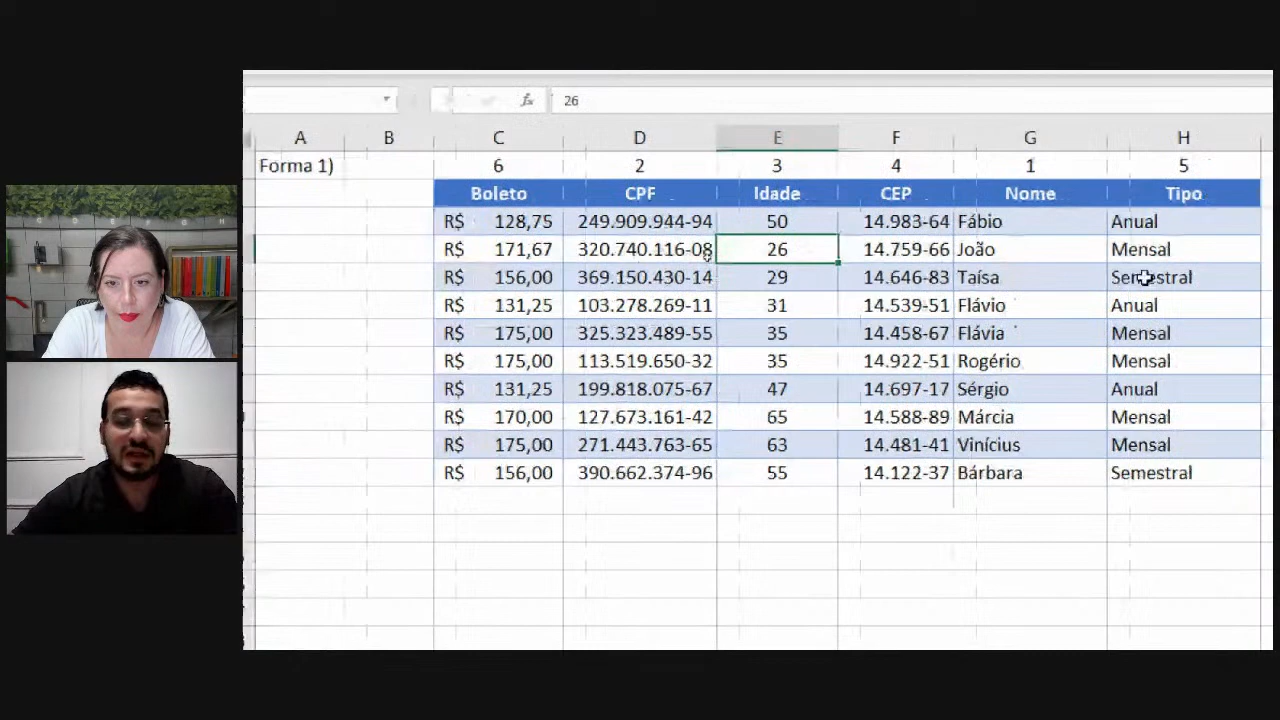 fx 26
A B C D E F G H
Forma 1) 6 2 3 4 1 5
Boleto CPF Idade CEP Nome Tipo
R$ 128,75 249.909.944-94 50 14.983-64 Fábio Anual
R$ 171,67 320.740.116-08 26 14.759-66 João Mensal
R$ 156,00 369.150.430-14 29 14.646-83 Taísa Semestral
R$ 131,25 103.278.269-11 31 14.539-51 Flávio Anual
R$ 175,00 325.323.489-55 35 14.458-67 Flávia Mensal
R$ 175,00 113.519.650-32 35 14.922-51 Rogério Mensal
R$ 131,25 199.818.075-67 47 14.697-17 Sérgio Anual
R$ 170,00 127.673.161-42 65 14.588-89 Márcia Mensal
R$ 175,00 271.443.763-65 63 14.481-41 Vinícius Mensal
R$ 156,00 390.662.374-96 55 14.122-37 Bárbara Semestral